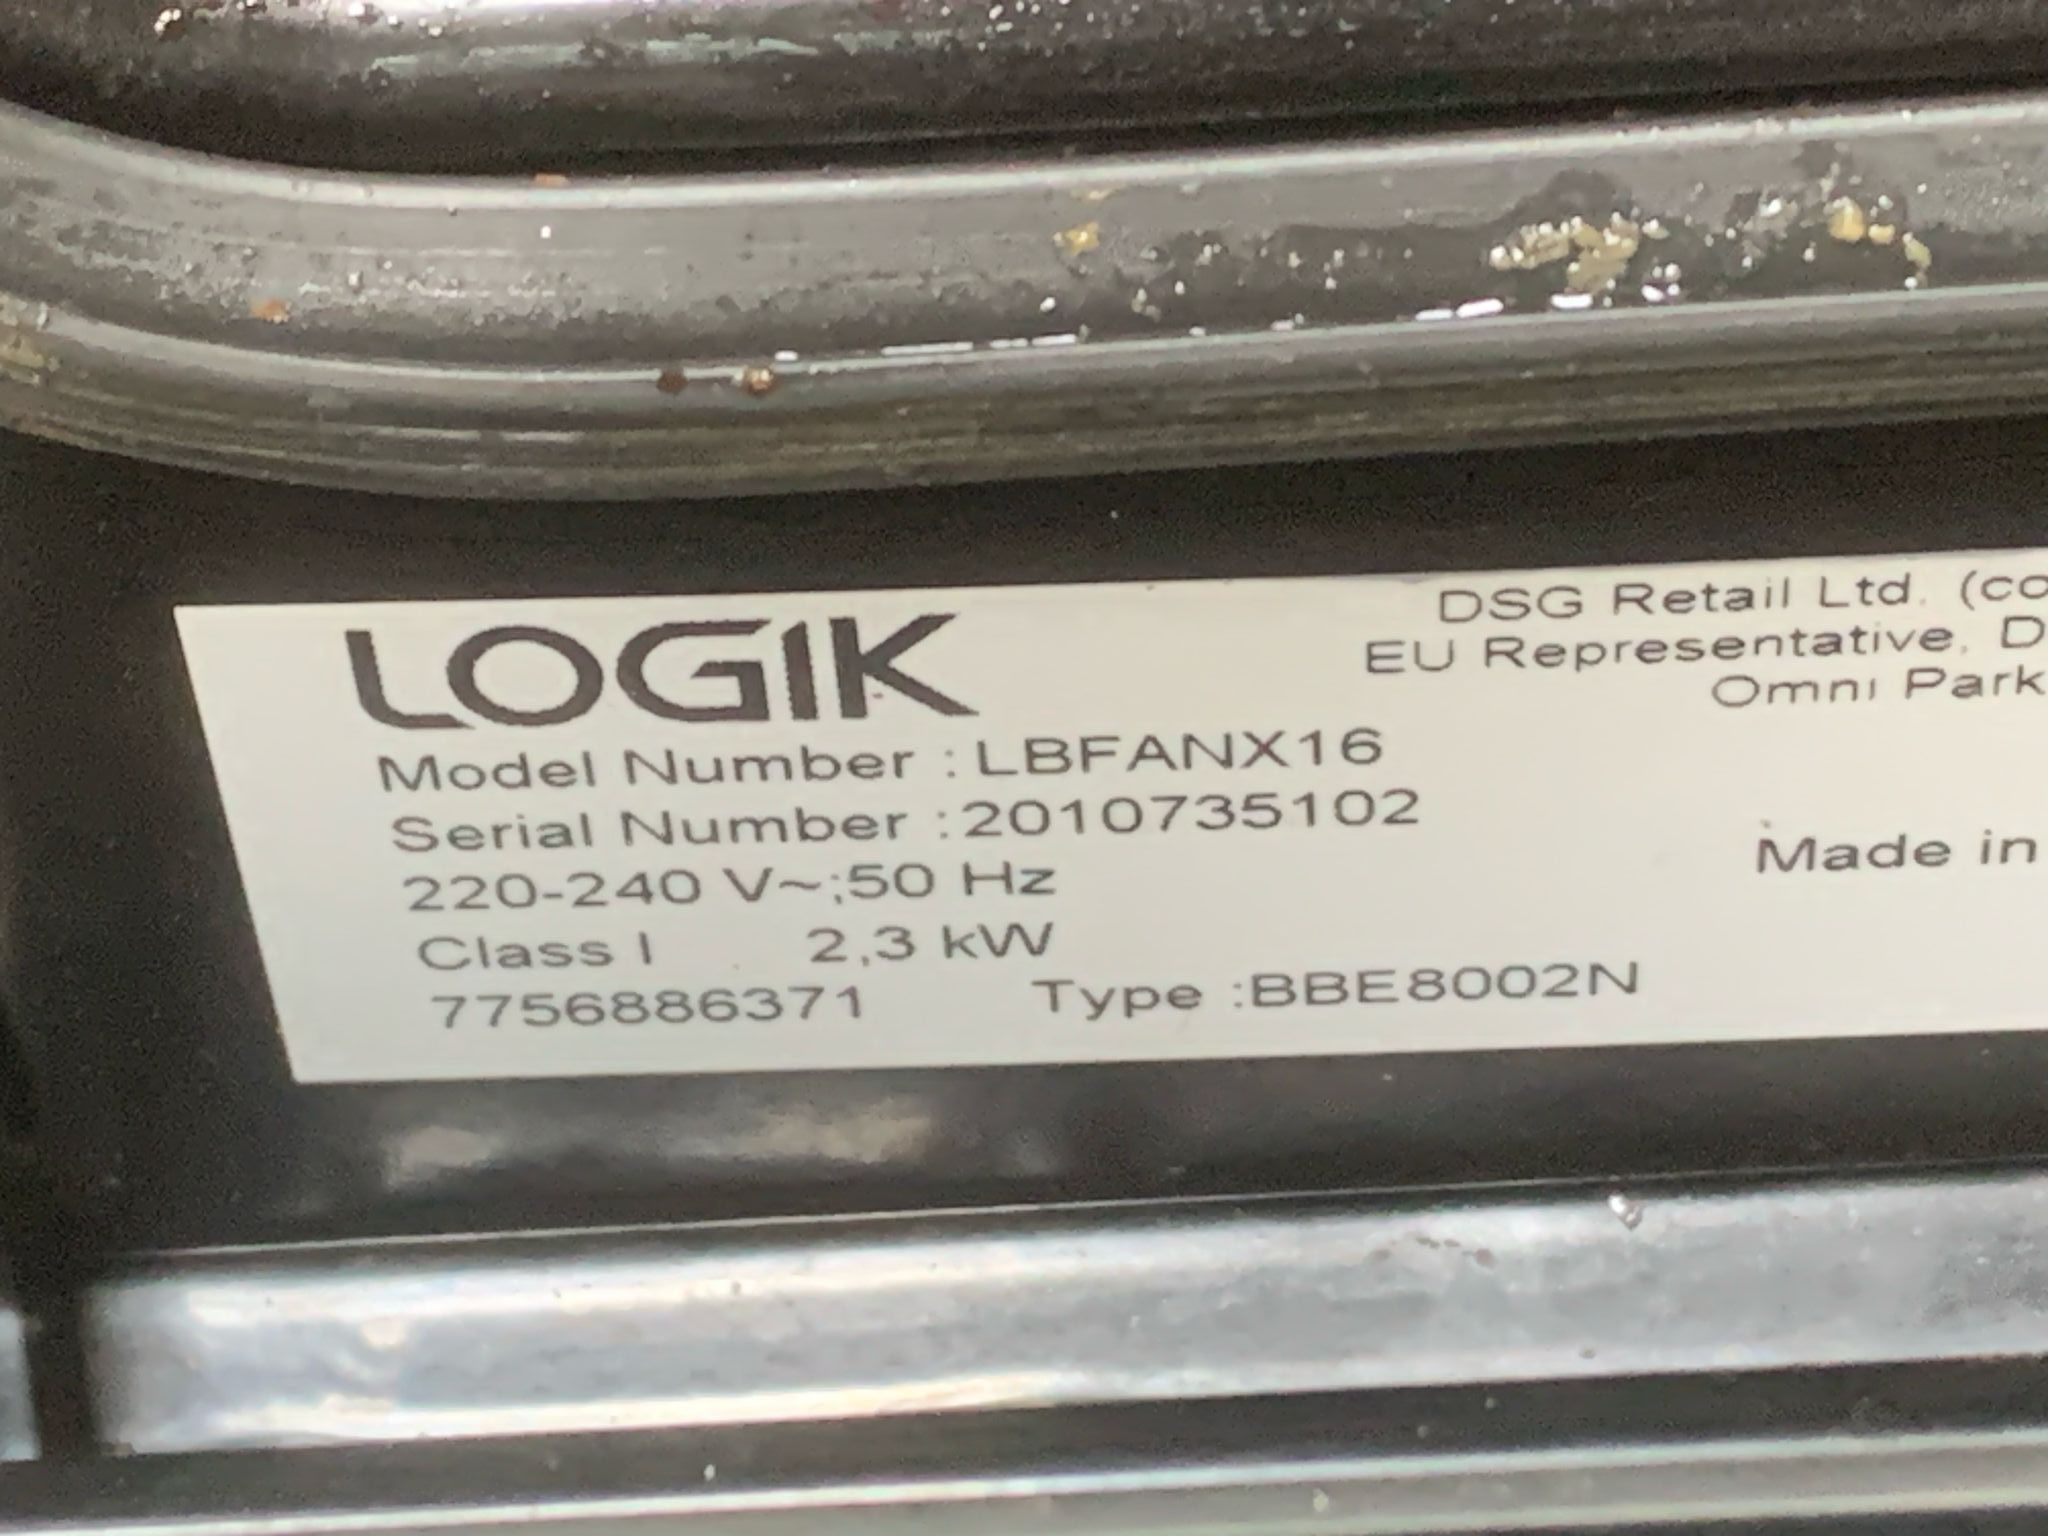 LOGIK
DSG Retail Ltd. (co
EU Representative, D
Omni Park
Model Number : LBFANX16
Serial Number : 2010735102
220-240 V~;50 Hz
Made in
Class I 2,3 kW
7756886371 Type :BBE8002N